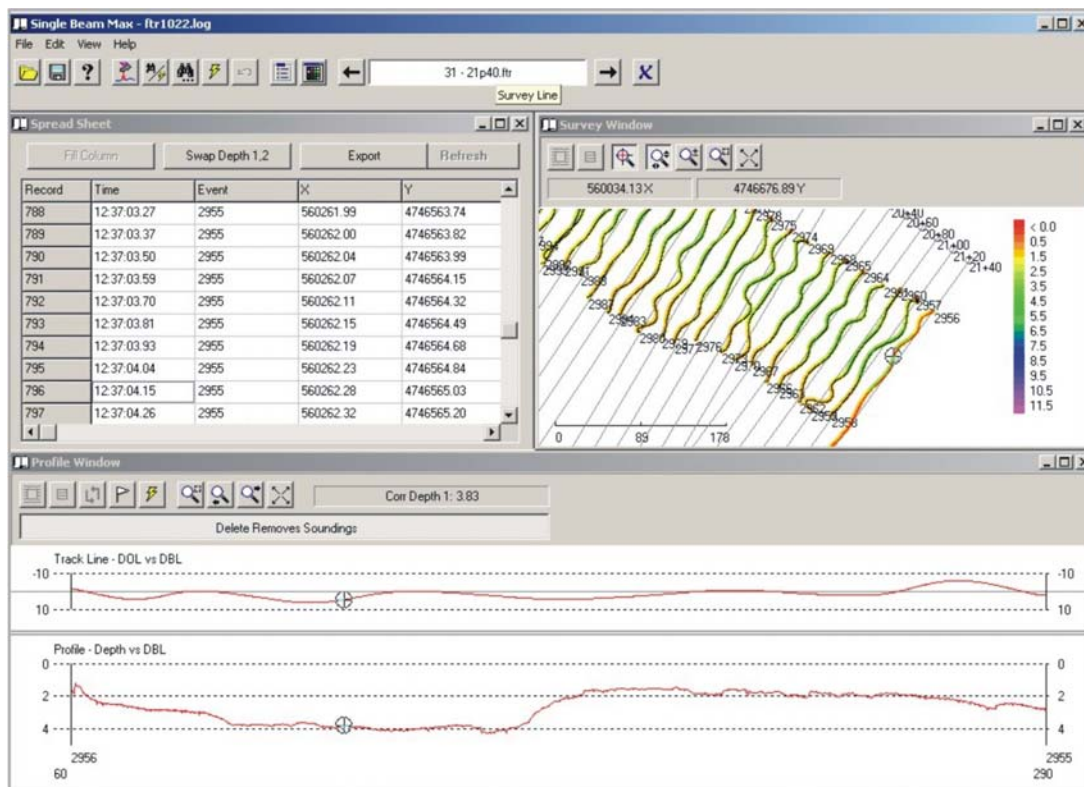 Single Beam Max - ftr1022.log
File Edit View Help
31 - 21p40.ftr
Survey Line
Spread Sheet
Fill Column Swap Depth 1,2 Export Refresh
Record Time Event X Y
788 12:37:03.27 2955 560261.99 4746563.74
789 12:37:03.37 2955 560262.00 4746563.82
790 12:37:03.50 2955 560262.04 4746563.99
791 12:37:03.59 2955 560262.07 4746564.15
792 12:37:03.70 2955 560262.11 4746564.32
793 12:37:03.81 2955 560262.15 4746564.49
794 12:37:03.93 2955 560262.19 4746564.68
795 12:37:04.04 2955 560262.23 4746564.84
796 12:37:04.15 2955 560262.28 4746565.03
797 12:37:04.26 2955 560262.32 4746565.20
Survey Window
560034.13 X 4746676.89 Y
2978
2975
2974
2969
2968
2965
2964
2960
2957
2956
20+40
20+60
20+80
21+00
21+20
21+40
2988
2987
2983
2980
2979
2976
2970
2967
2966
2958
0 89 178
< 0.0
0.5
1.5
2.5
3.5
4.5
5.5
6.5
7.5
8.5
9.5
10.5
11.5
Profile Window
Corr Depth 1: 3.83
Delete Removes Soundings
Track Line - DOL vs DBL
-10 -10
10 10
Profile - Depth vs DBL
0 0
2 2
4 4
2956 2955
60 290